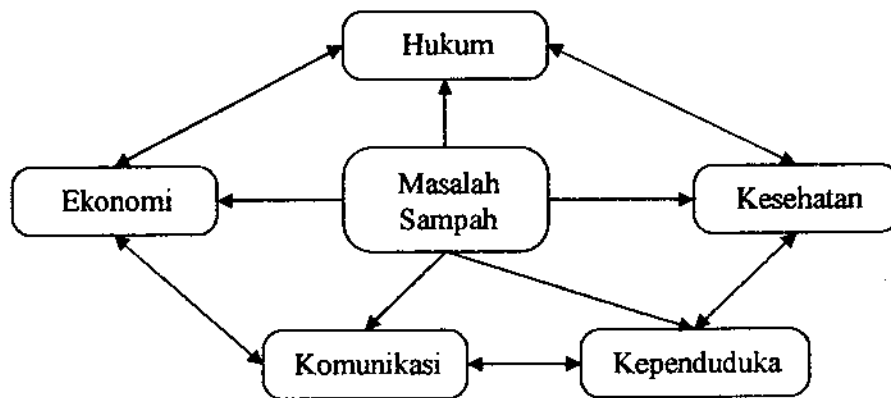 Hukum
Ekonomi
Masalah
Sampah
Kesehatan
Komunikasi
Kependuduka